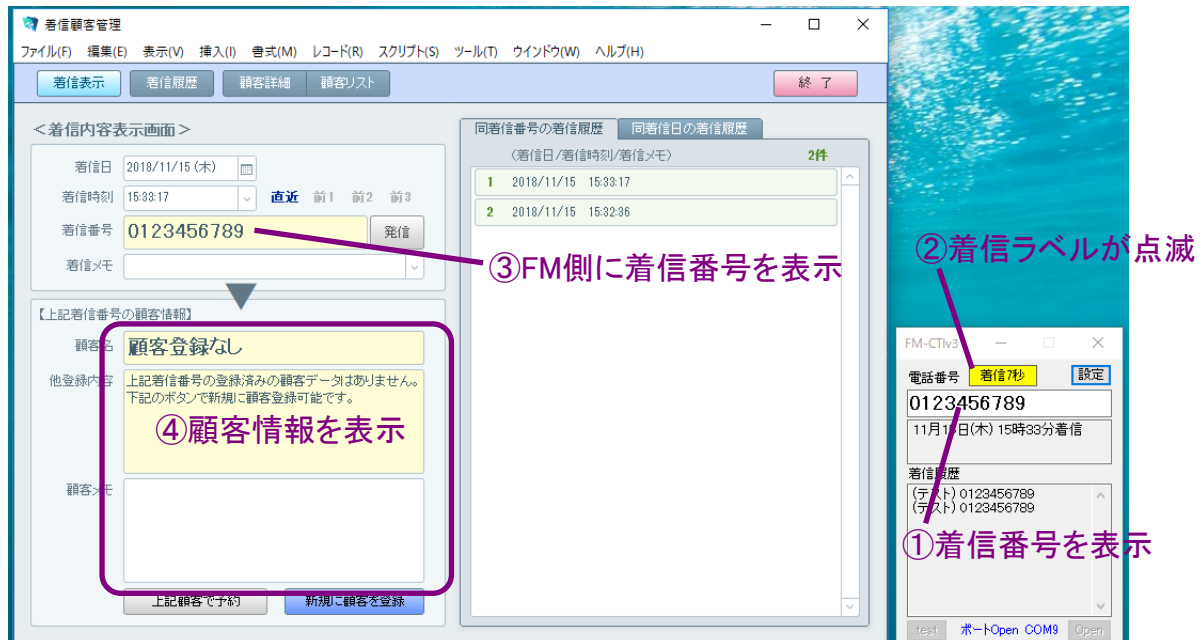 着信顧客管理
ファイル(F) 編集(E) 表示(V) 挿入(I) 書式(M) レコード(R) スクリプト(S) ツール(T) ウインドウ(W) ヘルプ(H)
着信表示 着信履歴 顧客詳細 顧客リスト 終 了
＜着信内容表示画面＞
着信日 2018/11/15 (木)
着信時刻 15:33:17 直近 前1 前2 前3
着信番号 0123456789 発信
着信メモ
【上記着信番号の顧客情報】
顧客名 顧客登録なし
他登録内容 上記着信番号の登録済みの顧客データはありません。
下記のボタンで新規に顧客登録可能です。
④顧客情報を表示
顧客メモ
上記顧客で予約 新規に顧客を登録
同着信番号の着信履歴 同着信日の着信履歴
（着信日/着信時刻/着信メモ） 2件
1 2018/11/15 15:33:17
2 2018/11/15 15:32:36
③FM側に着信番号を表示
②着信ラベルが点滅
FM-CTIv3
電話番号 着信7秒 設定
0123456789
11月15日(木) 15時33分着信
着信履歴
(テスト) 0123456789
(テスト) 0123456789
①着信番号を表示
test ポートOpen COM9 Open